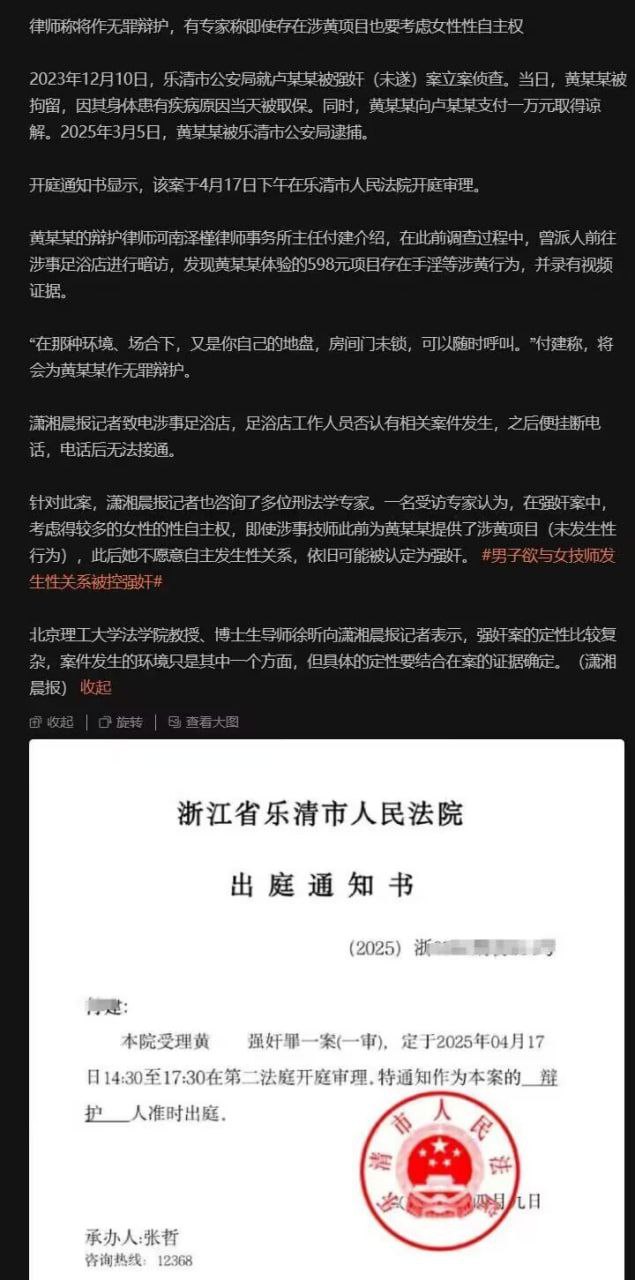 律师称将作无罪辩护，有专家称即使存在涉黄项目也要考虑女性性自主权
2023年12月10日，乐清市公安局就卢某某被强奸（未遂）案立案侦查。当日，黄某某被
拘留，因其身体患有疾病原因当天被取保。同时，黄某某向卢某某支付一万元取得谅
解。2025年3月5日，黄某某被乐清市公安局逮捕。
开庭通知书显示，该案于4月17日下午在乐清市人民法院开庭审理。
黄某某的辩护律师河南泽槿律师事务所主任付建介绍，在此前调查过程中，曾派人前往
涉事足浴店进行暗访，发现黄某某体验的598元项目存在手淫等涉黄行为，并录有视频
证据。
“在那种环境、场合下，又是你自己的地盘，房间门未锁，可以随时呼叫。”付建称，将
会为黄某某作无罪辩护。
潇湘晨报记者致电涉事足浴店，足浴店工作人员否认有相关案件发生，之后便挂断电
话，电话后无法接通。
针对此案，潇湘晨报记者也咨询了多位刑法学专家。一名受访专家认为，在强奸案中，
考虑得较多的女性的性自主权，即使涉事技师此前为黄某某提供了涉黄项目（未发生性
行为），此后她不愿意自主发生性关系，依旧可能被认定为强奸。 #男子欲与女技师发
生性关系被控强奸#
北京理工大学法学院教授、博士生导师徐昕向潇湘晨报记者表示，强奸案的定性比较复
杂，案件发生的环境只是其中一个方面，但具体的定性要结合在案的证据确定。（潇湘
晨报） 收起
收起 | 旋转 | 查看大图
浙江省乐清市人民法院
出庭通知书
（2025）浙
本院受理黄 强奸罪一案(一审)，定于2025年04月17
日14:30至17:30在第二法庭开庭审理,特通知作为本案的 辩
护 人准时出庭.
乐清市人民法院
四月九日
承办人:张哲
咨询热线: 12368